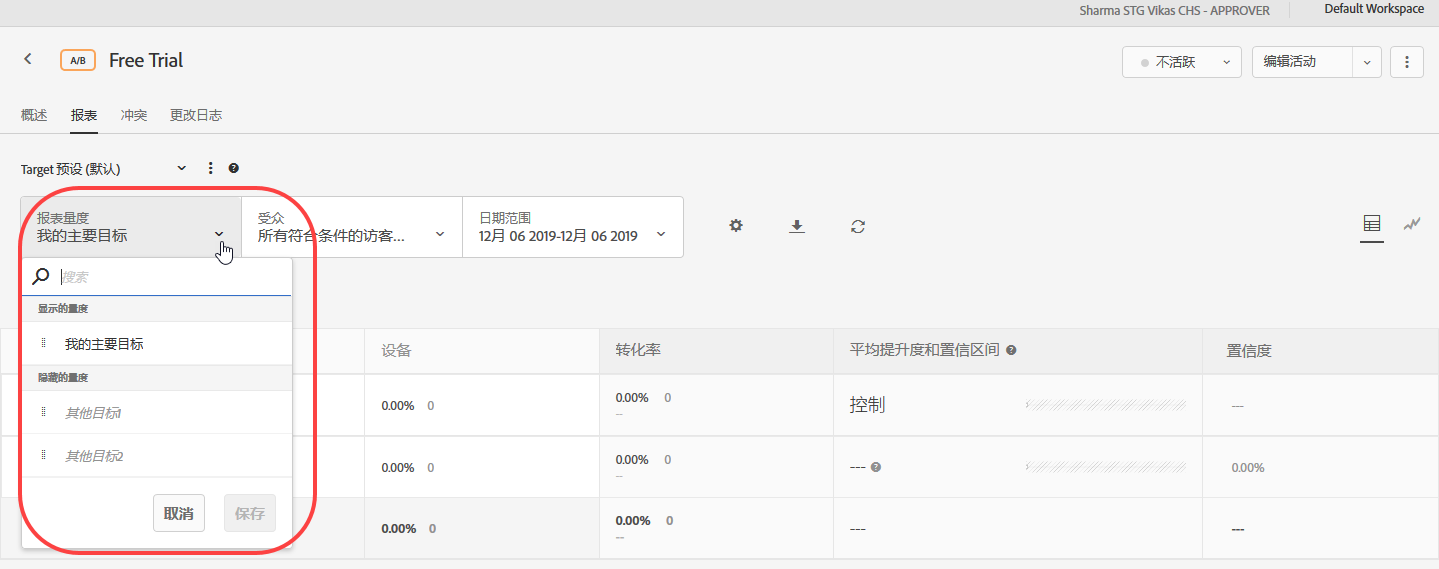 Sharma STG Vikas CHS - APPROVER Default Workspace
A/B Free Trial 不活跃 编辑活动
概述 报表 冲突 更改日志
Target 预设 (默认)
报表量度 受众 日期范围
我的主要目标 所有符合条件的访客... 12月 06 2019-12月 06 2019
搜索
显示的量度
我的主要目标 设备 转化率 平均提升度和置信区间 置信度
隐藏的量度
其他目标1 0.00% 0 0.00% 0 控制 ---
--
其他目标2 0.00% 0 0.00% 0 --- 0.00%
--
取消 保存 0.00% 0 0.00% 0 --- ---
--